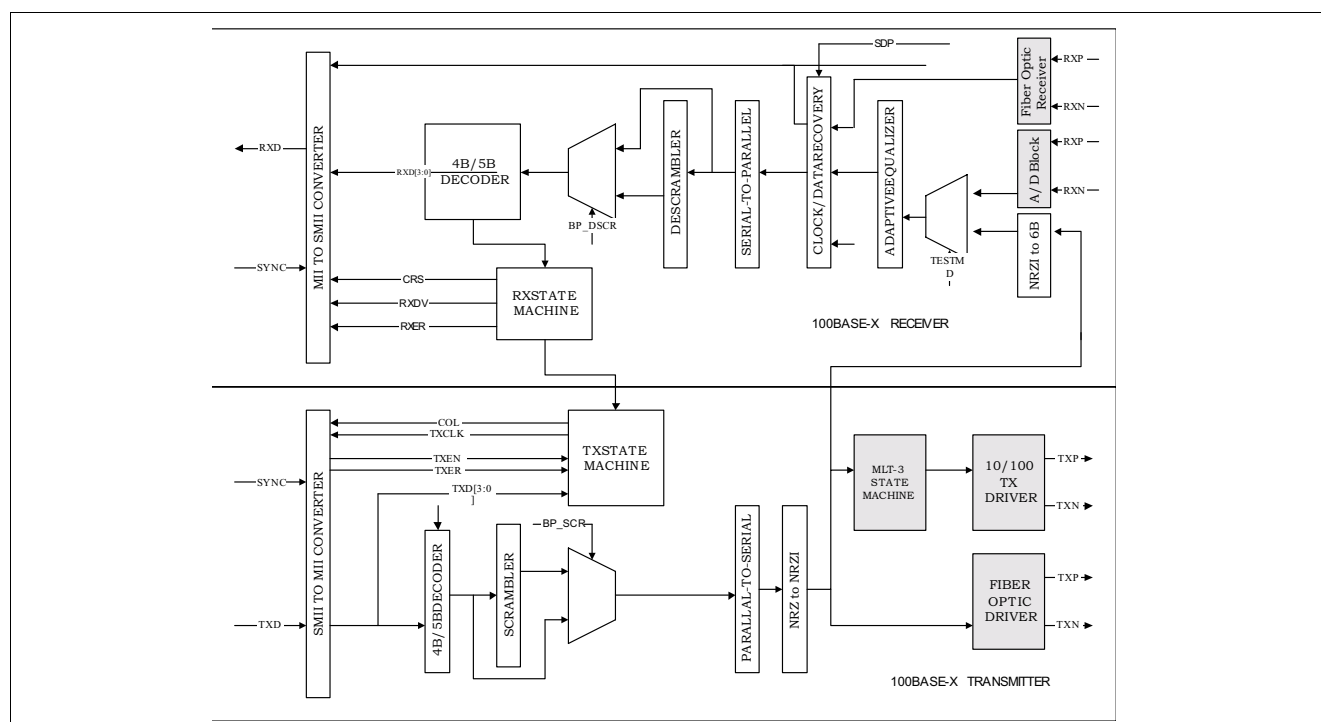 SDP
Fiber Optic
Receiver
RXP
RXN
MII TO SMII CONVERTER
RXD
SYNC
RXD[3:0]
4B/5B
DECODER
BP_DSCR
DESCRAMBLER
SERIAL-TO-PARALLEL
CLOCK/DATARECOVERY
ADAPTIVEEQUALIZER
TESTM
D
A/D Block
RXP
RXN
NRZI to 6B
CRS
RXDV
RXER
RXSTATE
MACHINE
100BASE-X RECEIVER
SMII TO MII CONVERTER
SYNC
TXD
COL
TXCLK
TXEN
TXER
TXD[3:0
]
TXSTATE
MACHINE
4B/5BDECODER
SCRAMBLER
BP_SCR
PARALLAL-TO-SERIAL
NRZ to NRZI
MLT-3
STATE
MACHINE
10/100
TX
DRIVER
TXP
TXN
FIBER
OPTIC
DRIVER
TXP
TXN
100BASE-X TRANSMITTER